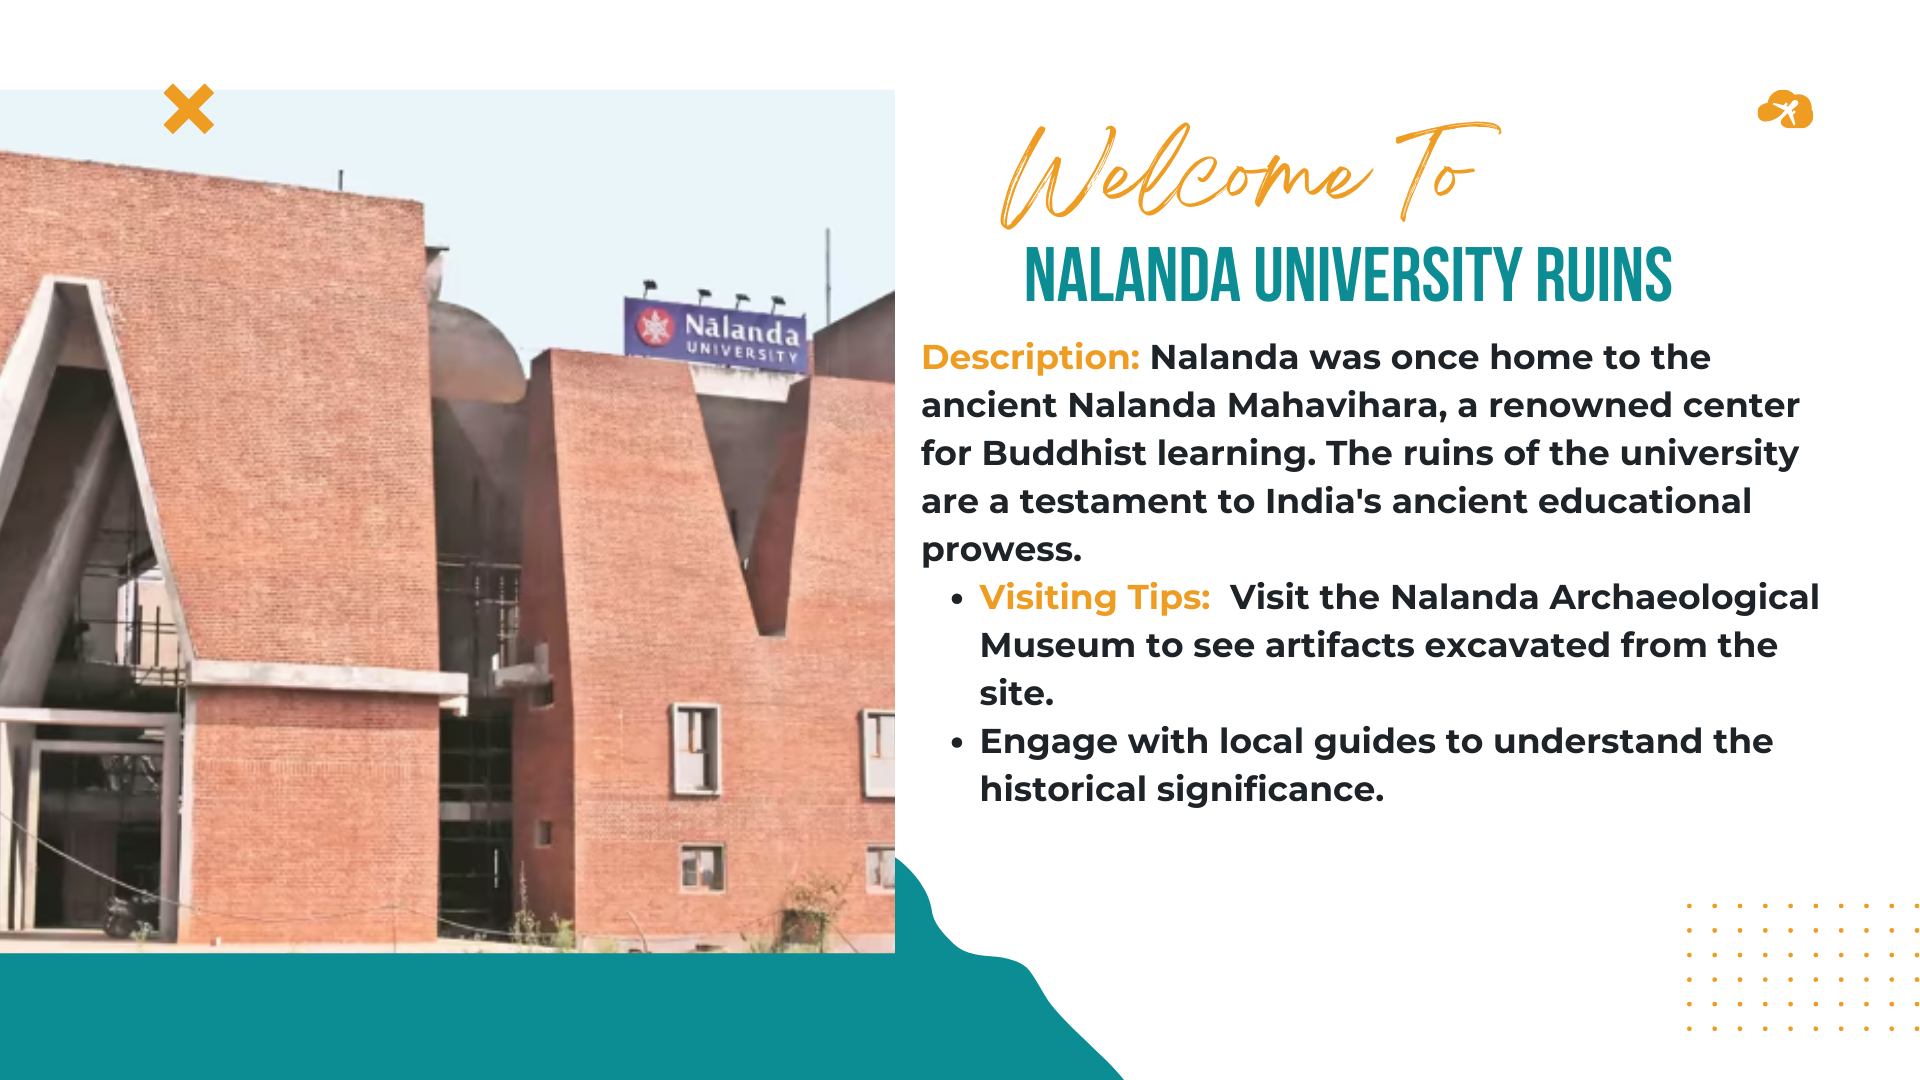 Nālanda
UNIVERSITY
Welcome To
NALANDA UNIVERSITY RUINS
Description: Nalanda was once home to the
ancient Nalanda Mahavihara, a renowned center
for Buddhist learning. The ruins of the university
are a testament to India's ancient educational
prowess.
• Visiting Tips: Visit the Nalanda Archaeological
Museum to see artifacts excavated from the
site.
• Engage with local guides to understand the
historical significance.